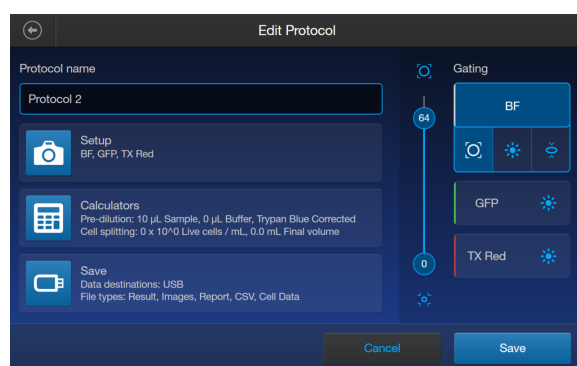 Edit Protocol
Protocol name
Protocol 2
Setup
BF, GFP, TX Red
Calculators
Pre-dilution: 10 µL Sample, 0 µL Buffer, Trypan Blue Corrected
Cell splitting: 0 x 10^0 Live cells / mL, 0.0 mL Final volume
Save
Data destinations: USB
File types: Result, Images, Report, CSV, Cell Data
64
0
Gating
BF
GFP
TX Red
Cancel
Save